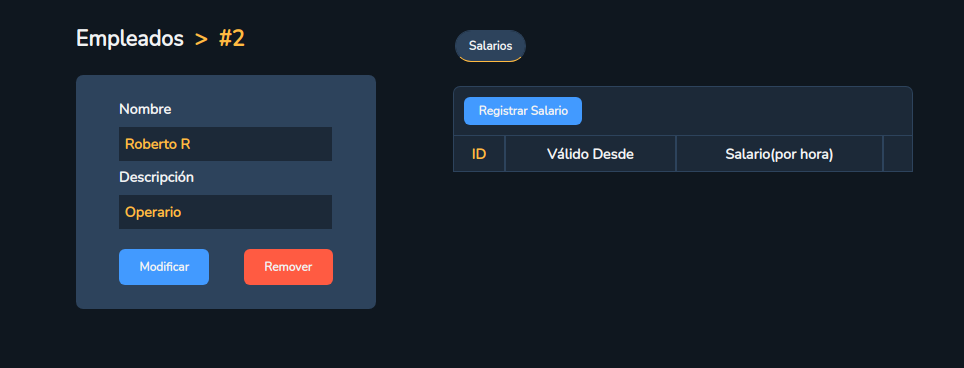 Empleados > #2
Nombre
Roberto R
Descripción
Operario
Modificar Remover
Salarios
Registrar Salario
ID Válido Desde Salario(por hora)